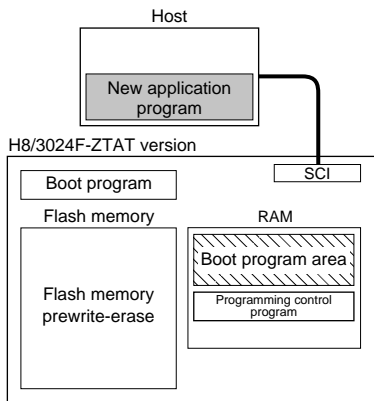 Host
New application
program
H8/3024F-ZTAT version
SCI
Boot program
Flash memory
RAM
Boot program area
Flash memory
prewrite-erase
Programming control
program